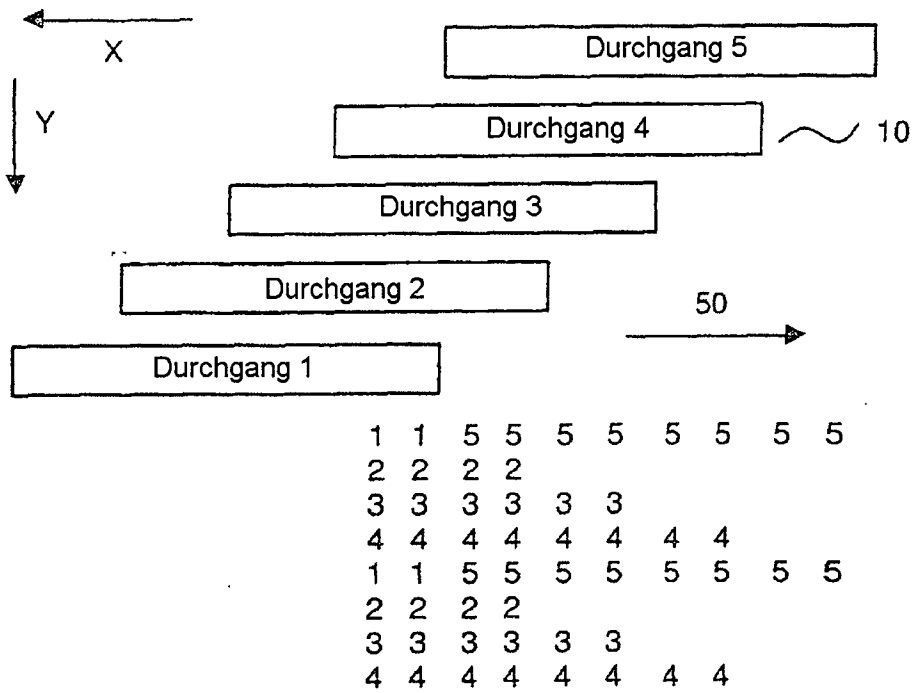 X
Durchgang 5
Y
Durchgang 4
10
Durchgang 3
Durchgang 2
50
Durchgang 1
1 1 5 5 5 5 5 5 5 5
2 2 2 2
3 3 3 3 3 3
4 4 4 4 4 4 4 4
1 1 5 5 5 5 5 5 5 5
2 2 2 2
3 3 3 3 3 3
4 4 4 4 4 4 4 4